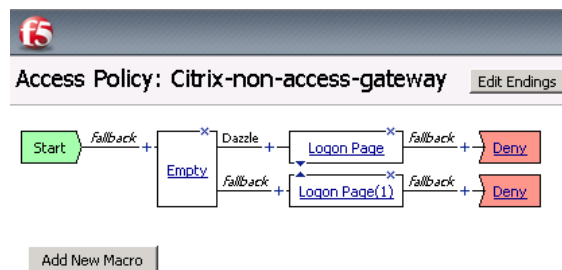 f5
Access Policy: Citrix-non-access-gateway Edit Endings
Start fallback + Empty × Dazzle + Logon Page × fallback + Deny
fallback + Logon Page(1) × fallback + Deny
Add New Macro